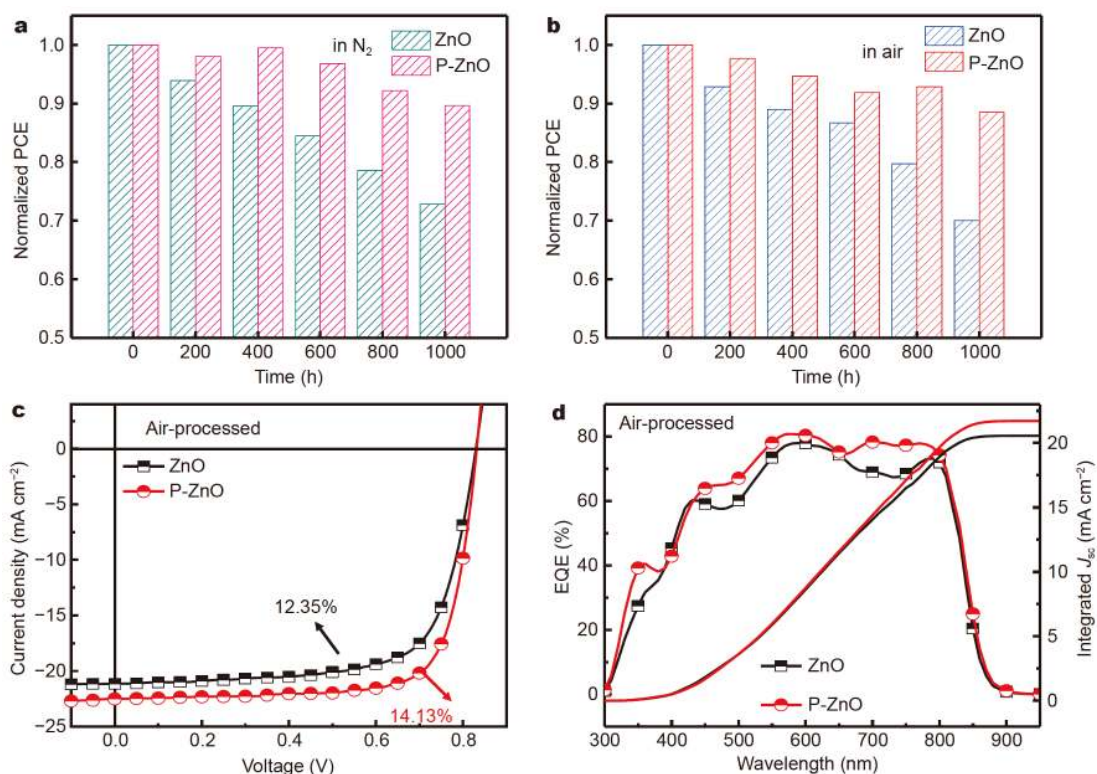 a
in N₂
ZnO
P-ZnO
Normalized PCE
1.0
0.9
0.8
0.7
0.6
0.5
0 200 400 600 800 1000
Time (h)
b
in air
ZnO
P-ZnO
Normalized PCE
1.0
0.9
0.8
0.7
0.6
0.5
0 200 400 600 800 1000
Time (h)
c
Air-processed
ZnO
P-ZnO
12.35%
14.13%
Current density (mA cm⁻²)
0
−5
−10
−15
−20
−25
0.0 0.2 0.4 0.6 0.8
Voltage (V)
d
Air-processed
ZnO
P-ZnO
EQE (%)
80
60
40
20
0
Integrated Jsc (mA cm⁻²)
20
15
10
5
0
300 400 500 600 700 800 900
Wavelength (nm)